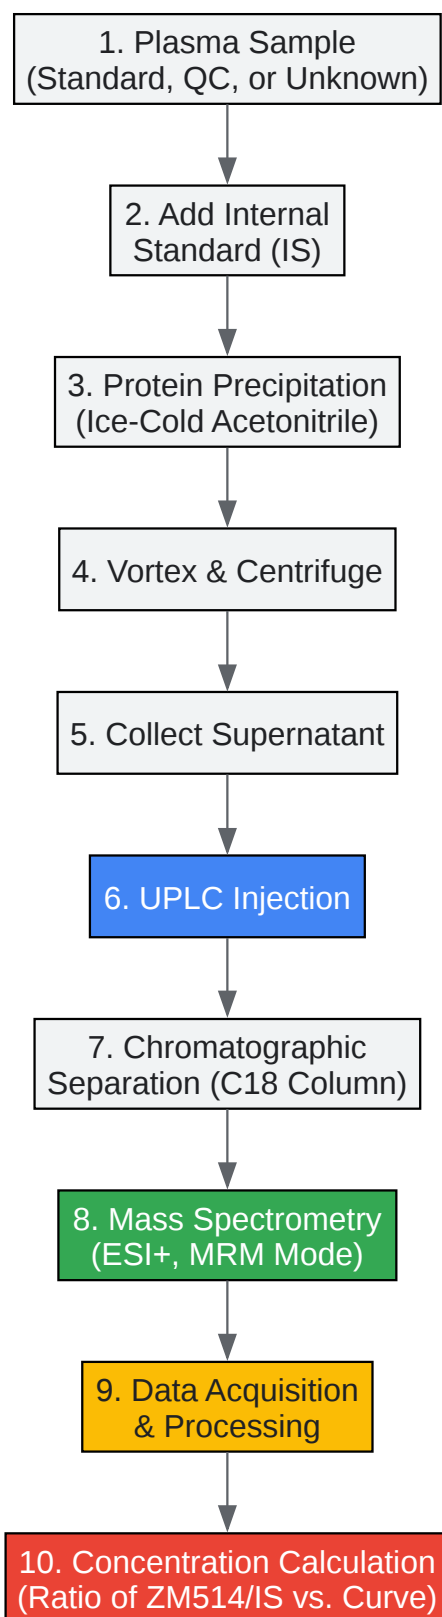 1. Plasma Sample
(Standard, QC, or Unknown)
2. Add Internal
Standard (IS)
3. Protein Precipitation
(Ice-Cold Acetonitrile)
4. Vortex & Centrifuge
5. Collect Supernatant
6. UPLC Injection
7. Chromatographic
Separation (C18 Column)
8. Mass Spectrometry
(ESI+, MRM Mode)
9. Data Acquisition
& Processing
10. Concentration Calculation
(Ratio of ZM514/IS vs. Curve)